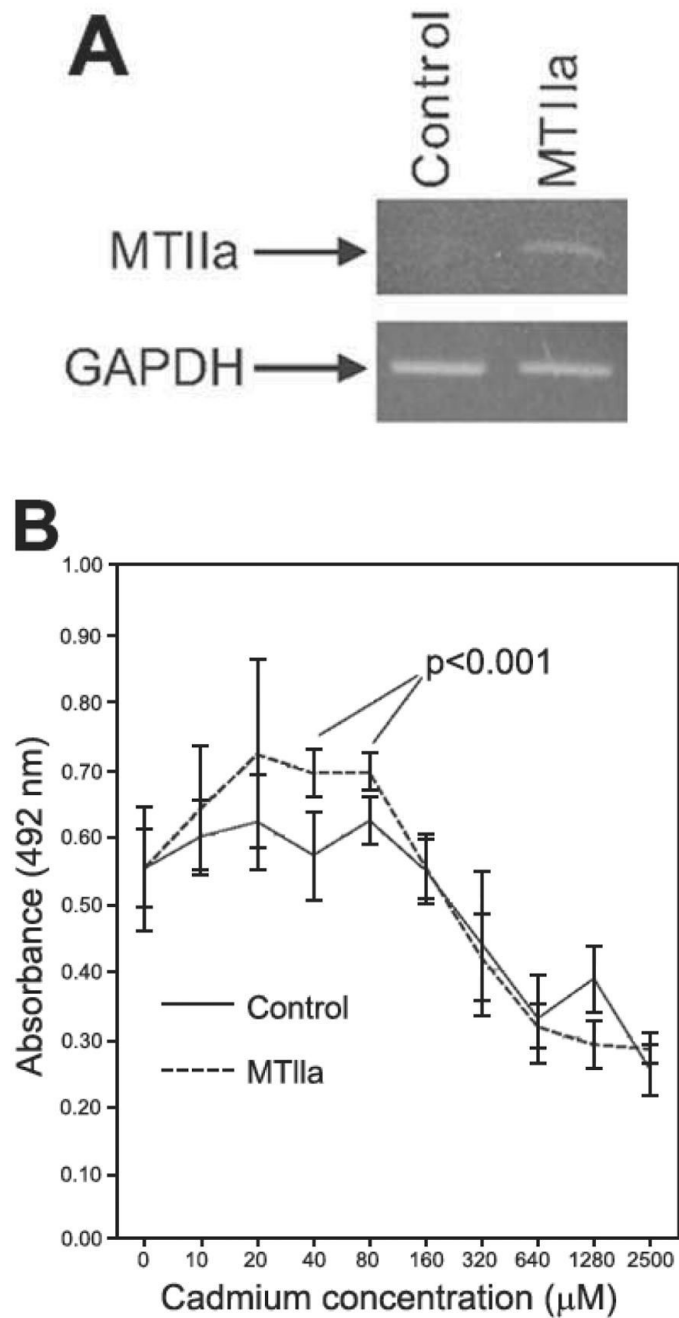 A
Control
MTIIa
MTIIa
GAPDH
B
1.00
0.90
0.80
0.70
0.60
0.50
0.40
0.30
0.20
0.10
0.00
Absorbance (492 nm)
p<0.001
Control
MTIIa
0 10 20 40 80 160 320 640 1280 2500
Cadmium concentration (μM)